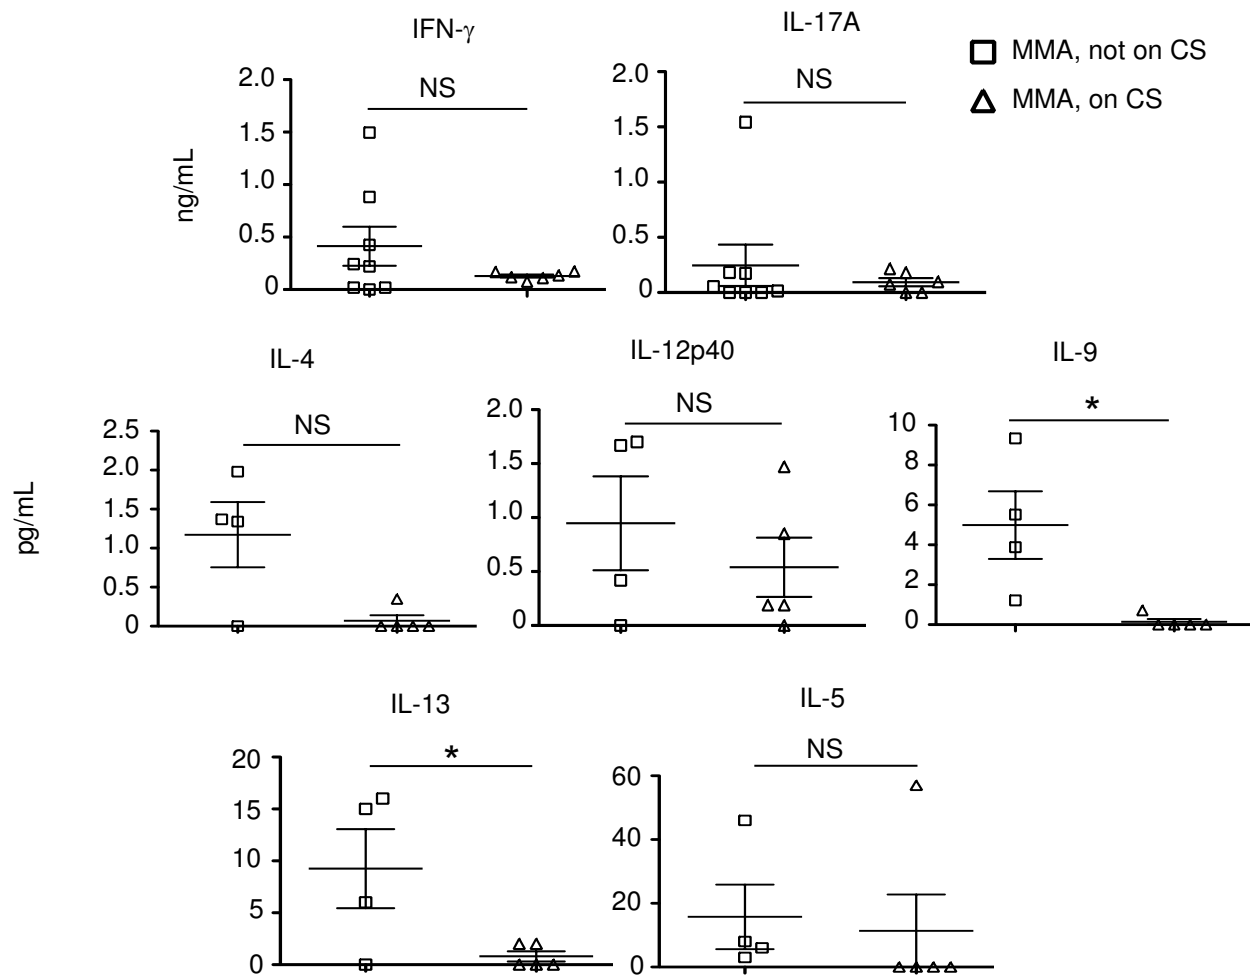 IFN-γ
IL-17A
MMA, not on CS
MMA, on CS
ng/mL
2.0
1.5
1.0
0.5
0
NS
2.0
1.5
1.0
0.5
0
NS
IL-4
IL-12p40
IL-9
pg/mL
2.5
2.0
1.5
1.0
0.5
0
NS
2.0
1.5
1.0
0.5
0
NS
10
8
6
4
2
0
*
IL-13
IL-5
20
15
10
5
0
*
60
40
20
0
NS